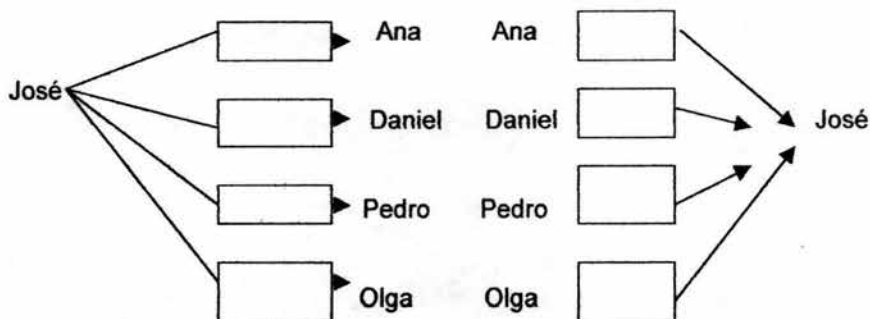 Ana Ana
José
Daniel Daniel José
Pedro Pedro
Olga Olga